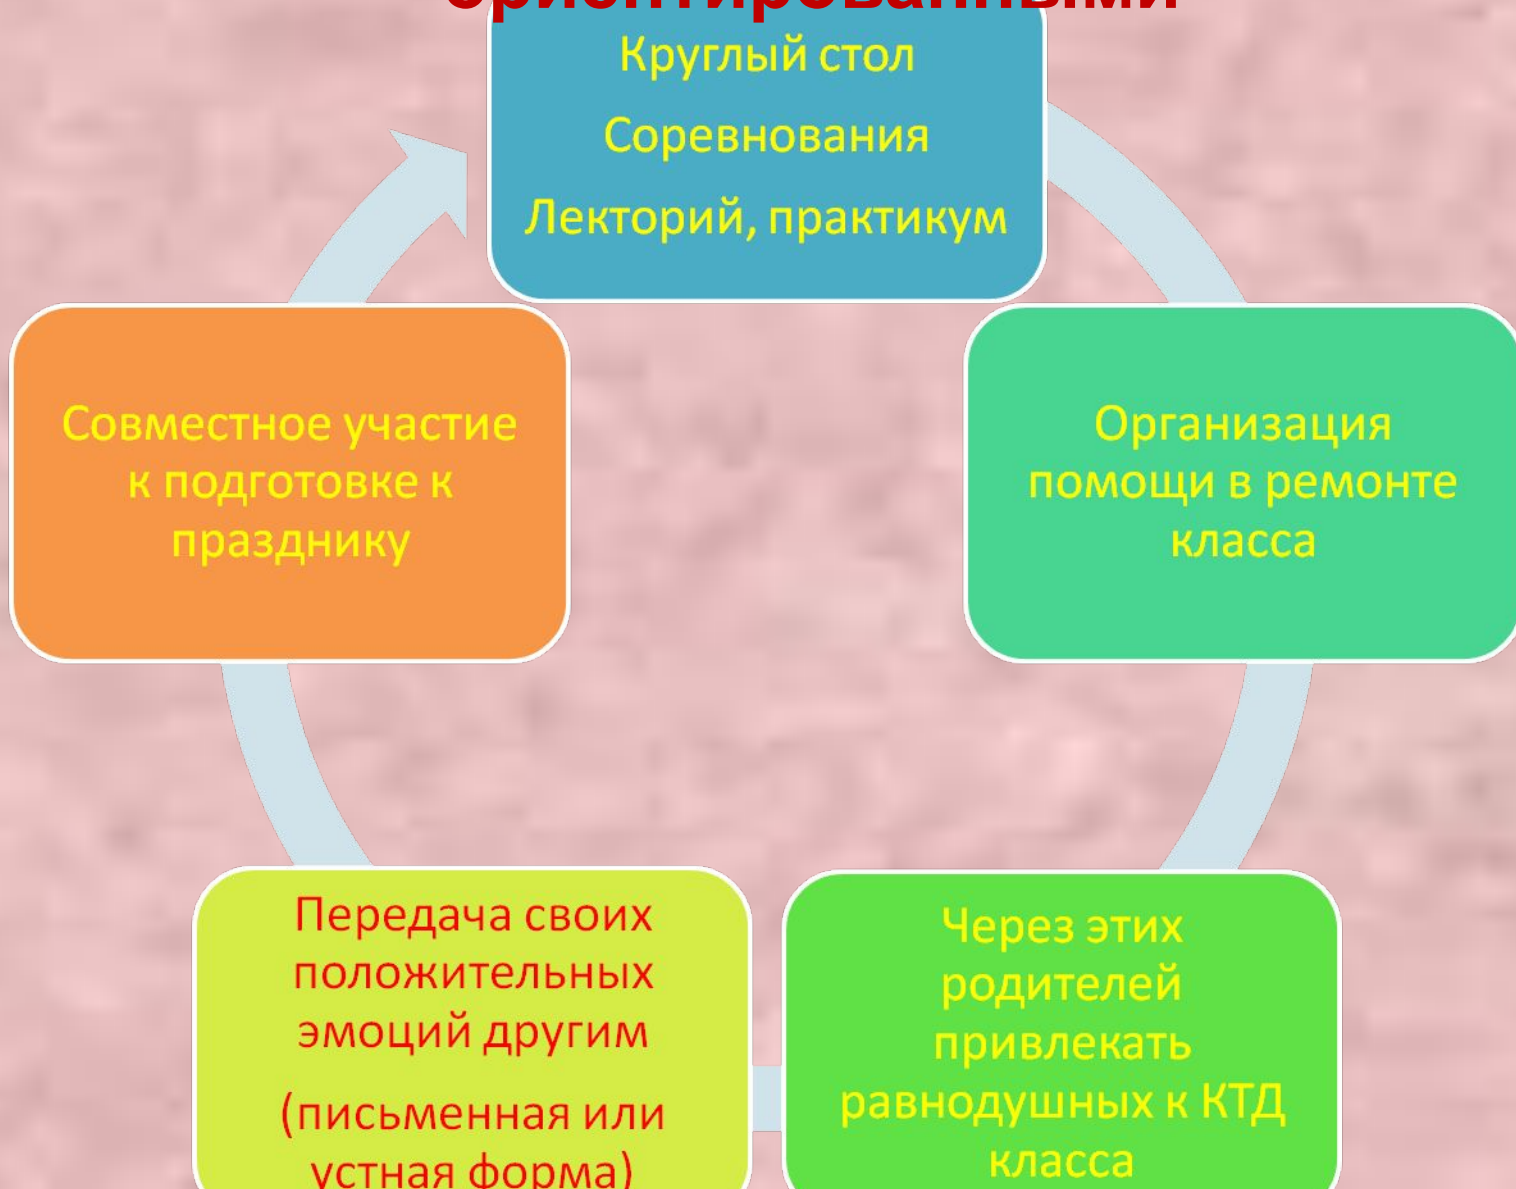 ориентированными
Круглый стол
Соревнования
Лекторий, практикум
Организация
помощи в ремонте
класса
Через этих
родителей
привлекать
равнодушных к КТД
класса
Передача своих
положительных
эмоций другим
(письменная или
устная форма)
Совместное участие
к подготовке к
празднику